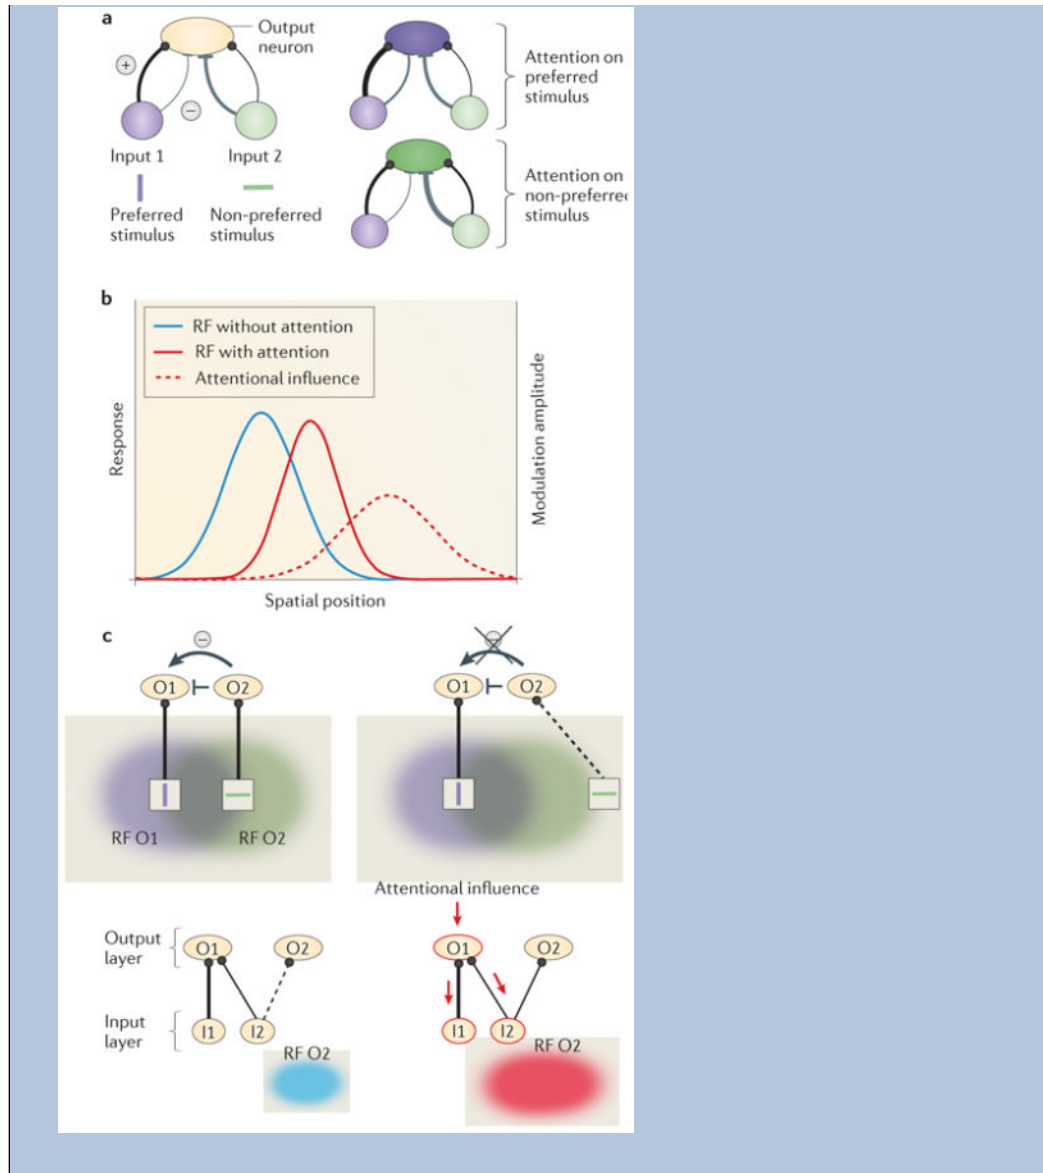 a
Output
neuron
+
−
Input 1
Input 2
Preferred
stimulus
Non-preferred
stimulus
Attention on
preferred
stimulus
Attention on
non-preferre
stimulus
b
RF without attention
RF with attention
Attentional influence
Response
Modulation amplitude
Spatial position
c
−
O1
O2
RF O1
RF O2
−
O1
O2
Attentional influence
Output
layer
O1
O2
Input
layer
I1
I2
RF O2
O1
O2
I1
I2
RF O2